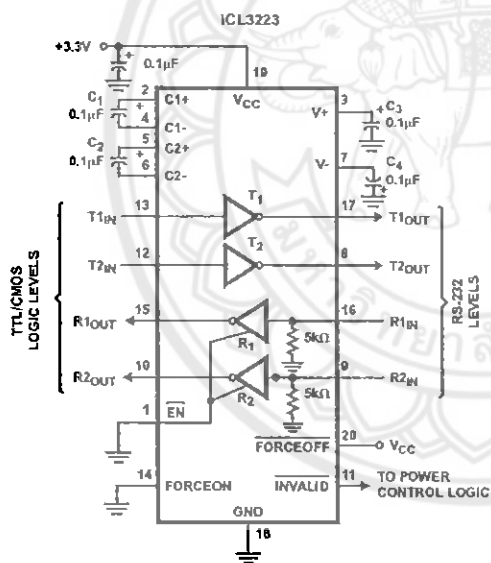 ICL3223
+3.3V
0.1µF
19
VCC
2
C1+
C1
0.1µF
4
C1-
5
C2+
C2
0.1µF
6
C2-
3
V+
C3
0.1µF
7
V-
C4
0.1µF
TTL/CMOS
LOGIC LEVELS
RS-232
LEVELS
T1IN
13
T1
17
T1OUT
T2IN
12
T2
8
T2OUT
R1OUT
15
R1
16
R1IN
5kΩ
R2OUT
10
R2
9
R2IN
5kΩ
1
EN
FORCEOFF
20
VCC
14
FORCEON
INVALID
11
TO POWER
CONTROL LOGIC
GND
18